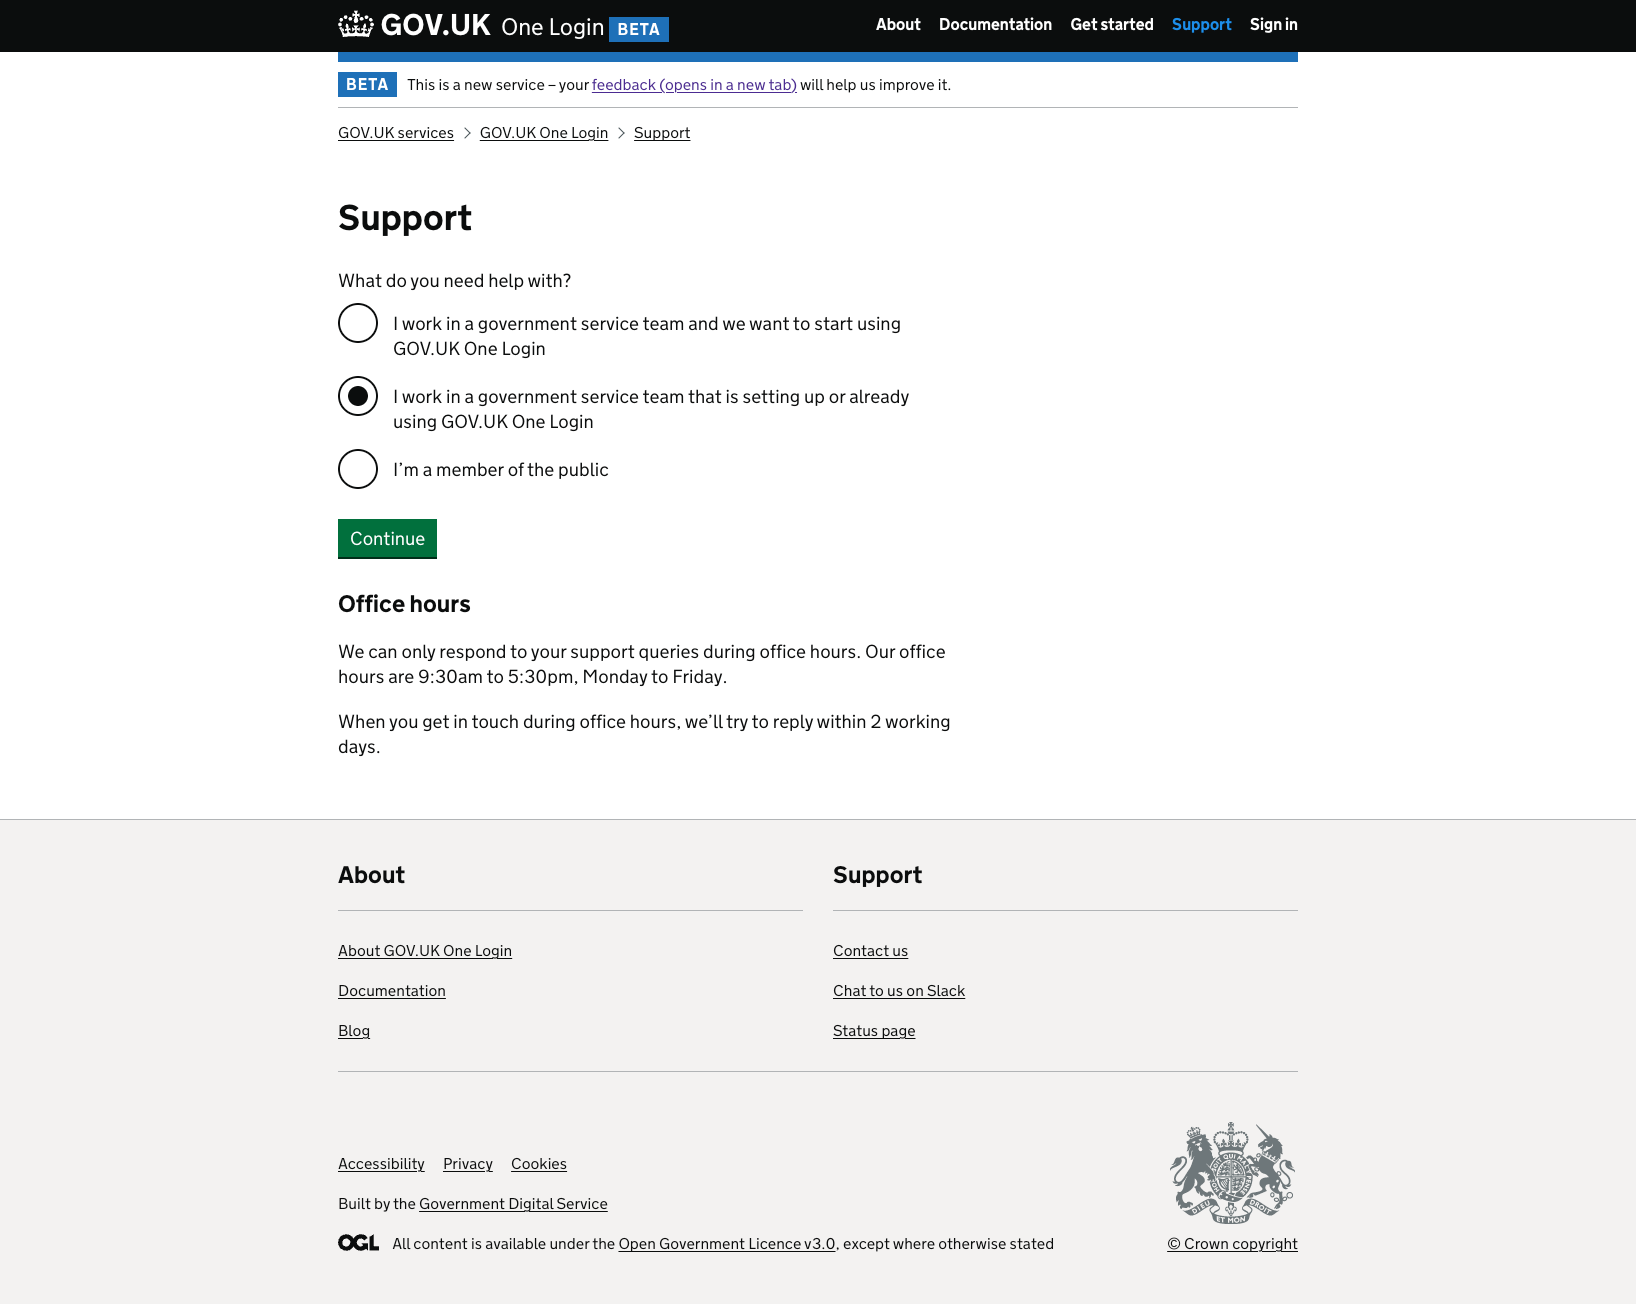 GOV.UK One Login BETA
About Documentation Get started Support Sign in
BETA This is a new service – your feedback (opens in a new tab) will help us improve it.
GOV.UK services > GOV.UK One Login > Support
Support
What do you need help with?
I work in a government service team and we want to start using
GOV.UK One Login
I work in a government service team that is setting up or already
using GOV.UK One Login
I’m a member of the public
Continue
Office hours
We can only respond to your support queries during office hours. Our office
hours are 9:30am to 5:30pm, Monday to Friday.
When you get in touch during office hours, we’ll try to reply within 2 working
days.
About
About GOV.UK One Login
Documentation
Blog
Support
Contact us
Chat to us on Slack
Status page
Accessibility Privacy Cookies
Built by the Government Digital Service
OGL All content is available under the Open Government Licence v3.0, except where otherwise stated
DIEU ET MON DROIT
© Crown copyright